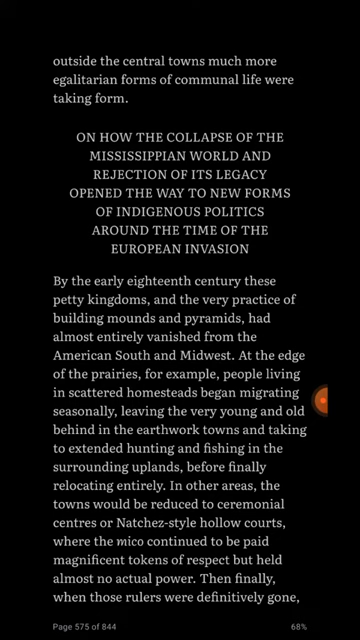 outside the central towns much more
egalitarian forms of communal life were
taking form.
ON HOW THE COLLAPSE OF THE
MISSISSIPPIAN WORLD AND
REJECTION OF ITS LEGACY
OPENED THE WAY TO NEW FORMS
OF INDIGENOUS POLITICS
AROUND THE TIME OF THE
EUROPEAN INVASION
By the early eighteenth century these
petty kingdoms, and the very practice of
building mounds and pyramids, had
almost entirely vanished from the
American South and Midwest. At the edge
of the prairies, for example, people living
in scattered homesteads began migrating
seasonally, leaving the very young and old
behind in the earthwork towns and taking
to extended hunting and fishing in the
surrounding uplands, before finally
relocating entirely. In other areas, the
towns would be reduced to ceremonial
centres or Natchez-style hollow courts,
where the mico continued to be paid
magnificent tokens of respect but held
almost no actual power. Then finally,
when those rulers were definitively gone,
Page 575 of 844 68%